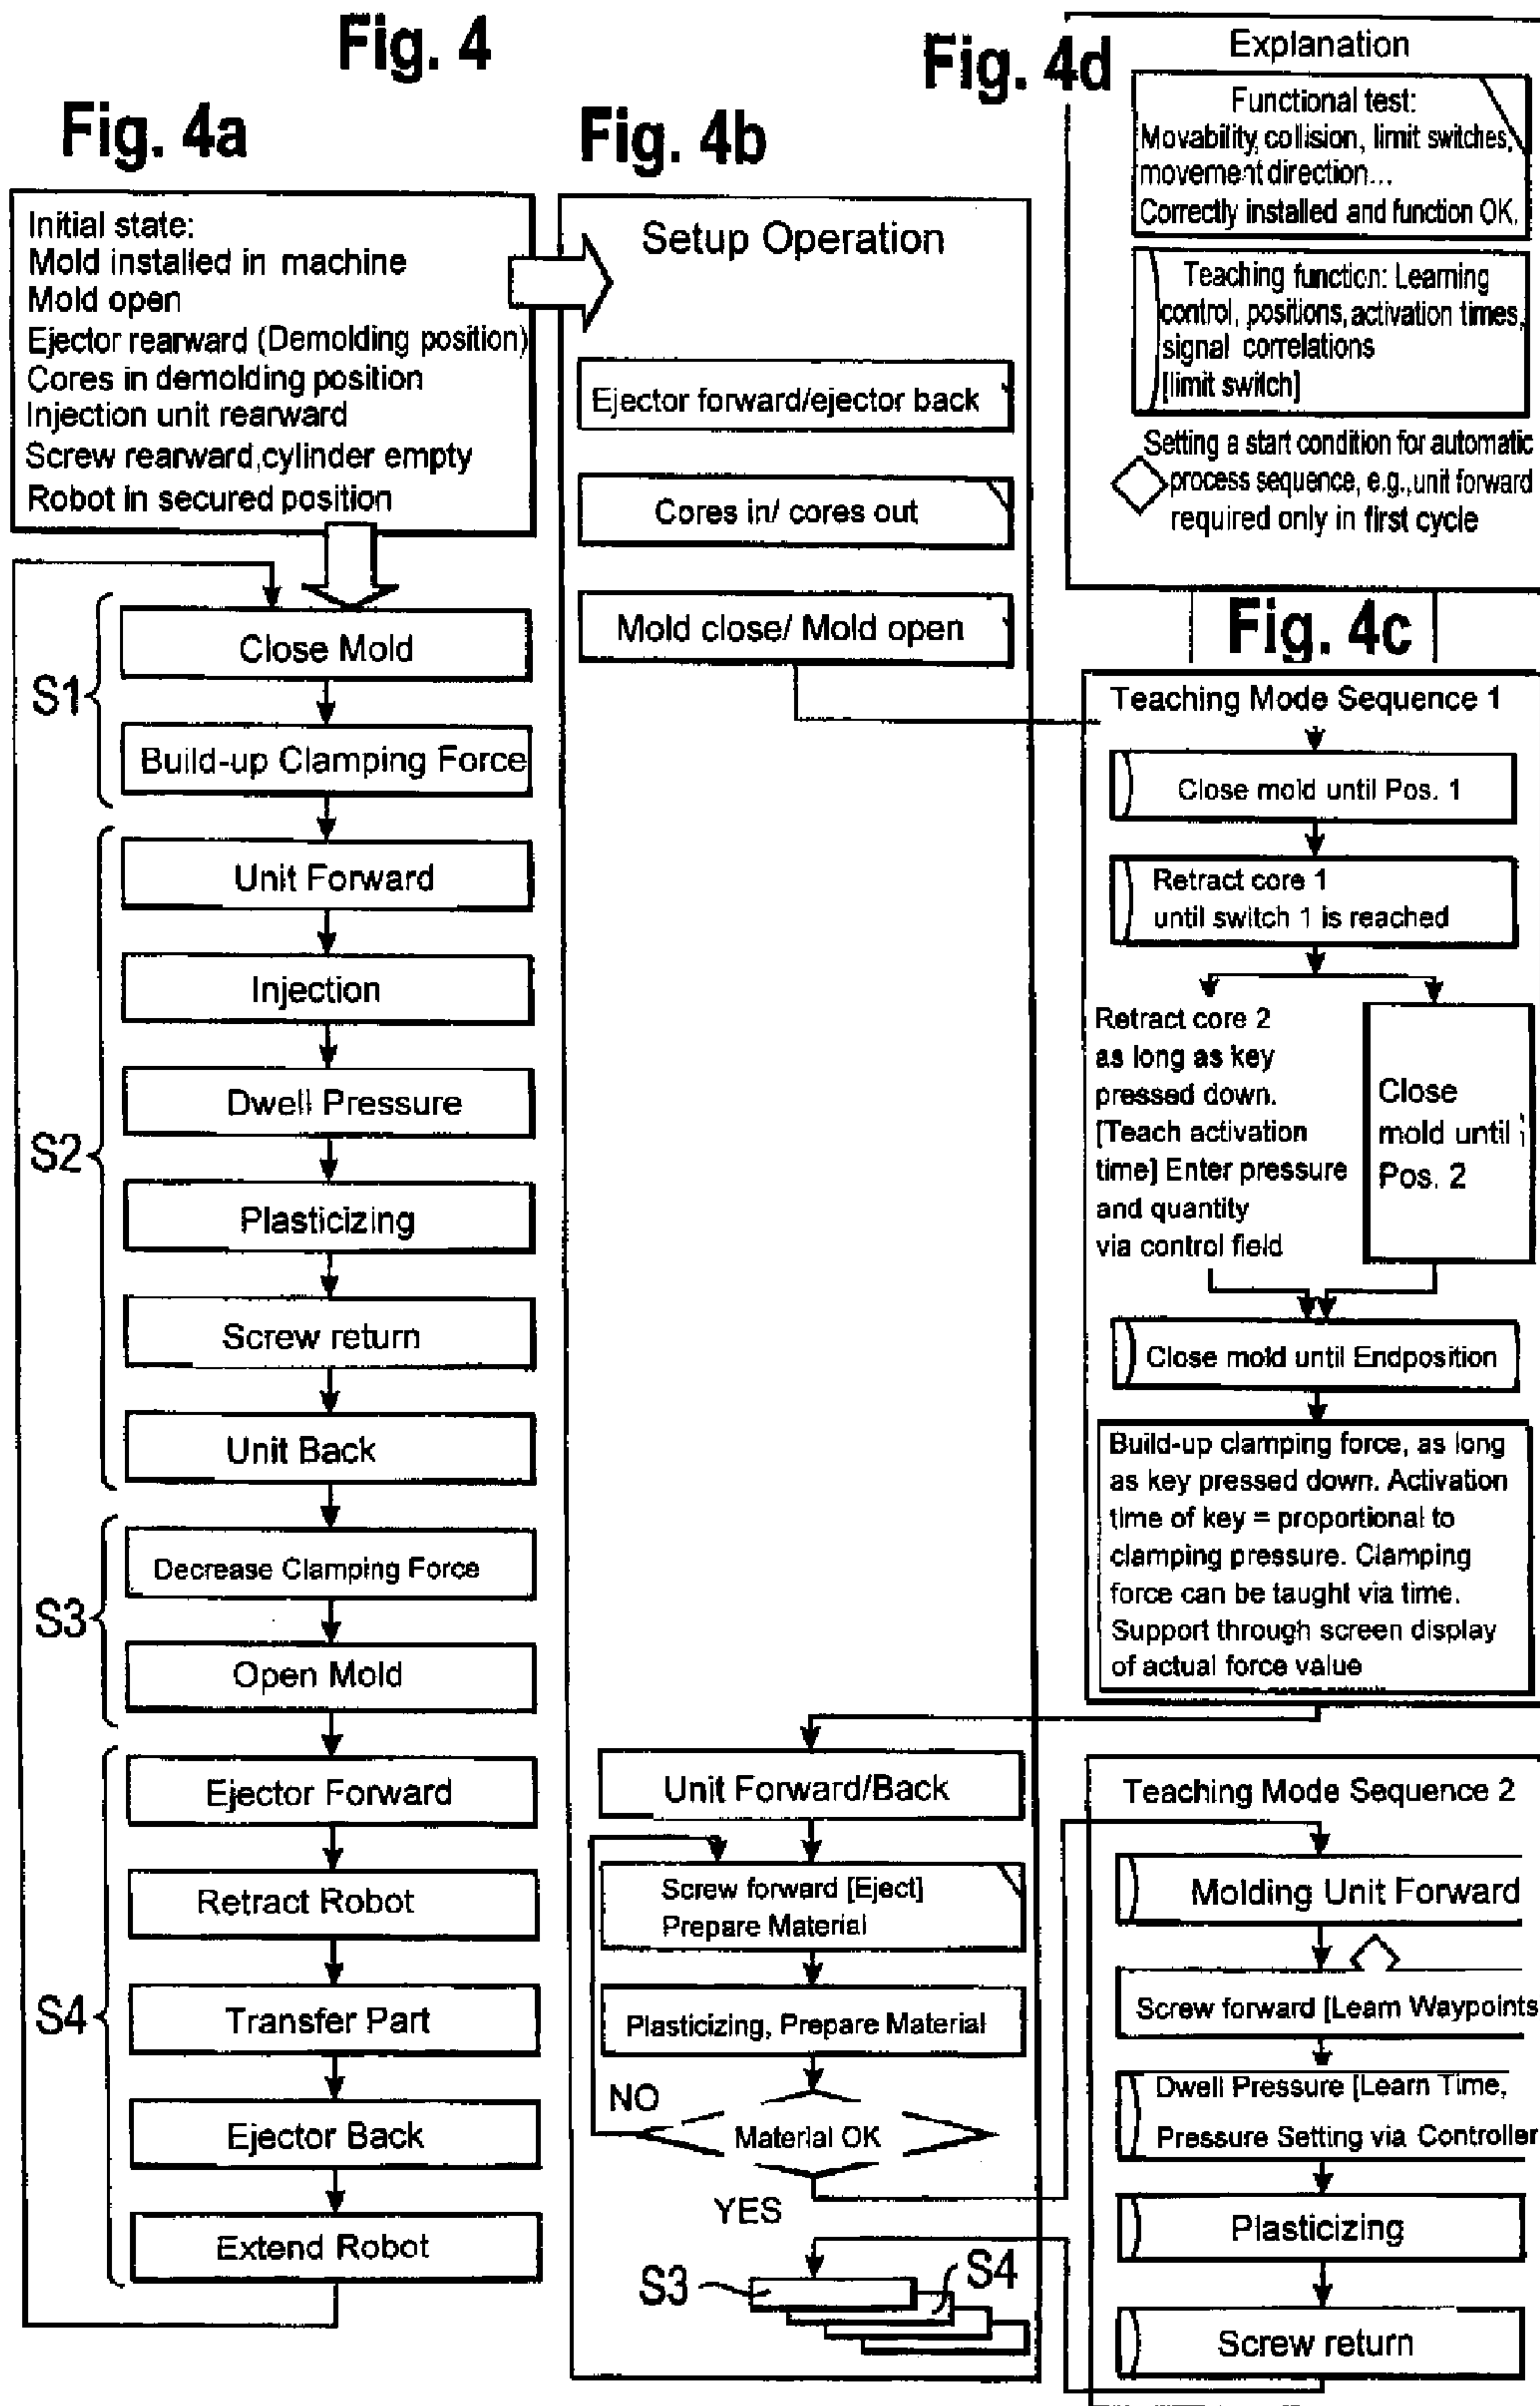 Fig. 4
Fig. 4a
Initial state:
Mold installed in machine
Mold open
Ejector rearward (Demolding position)
Cores in demolding position
Injection unit rearward
Screw rearward,cylinder empty
Robot in secured position
S1
Close Mold
Build-up Clamping Force
S2
Unit Forward
Injection
Dwell Pressure
Plasticizing
Screw return
Unit Back
S3
Decrease Clamping Force
Open Mold
S4
Ejector Forward
Retract Robot
Transfer Part
Ejector Back
Extend Robot
Fig. 4b
Setup Operation
Ejector forward/ejector back
Cores in/ cores out
Mold close/ Mold open
Unit Forward/Back
Screw forward [Eject]
Prepare Material
Plasticizing, Prepare Material
NO
Material OK
YES
S3
S4
Fig. 4d
Explanation
Functional test:
Movability, collision, limit switches,
movement direction...
Correctly installed and function OK.
Teaching function: Learning
control, positions, activation times,
signal correlations
[limit switch]
Setting a start condition for automatic
process sequence, e.g.,unit forward
required only in first cycle
Fig. 4c
Teaching Mode Sequence 1
Close mold until Pos. 1
Retract core 1
until switch 1 is reached
Retract core 2
as long as key
pressed down.
[Teach activation
time] Enter pressure
and quantity
via control field
Close
mold until
Pos. 2
Close mold until Endposition
Build-up clamping force, as long
as key pressed down. Activation
time of key = proportional to
clamping pressure. Clamping
force can be taught via time.
Support through screen display
of actual force value
Teaching Mode Sequence 2
Molding Unit Forward
Screw forward [Learn Waypoints
Dwell Pressure [Learn Time,
Pressure Setting via Controller
Plasticizing
Screw return